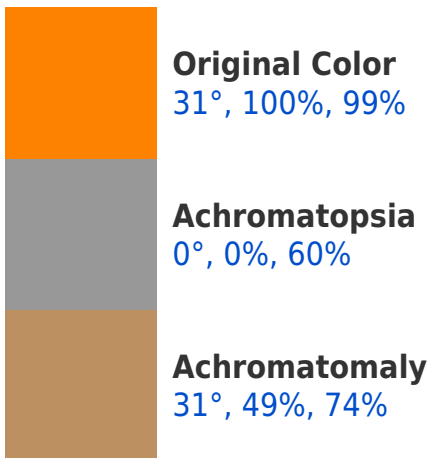 Original Color
31°, 100%, 99%
Achromatopsia
0°, 0%, 60%
Achromatomaly
31°, 49%, 74%